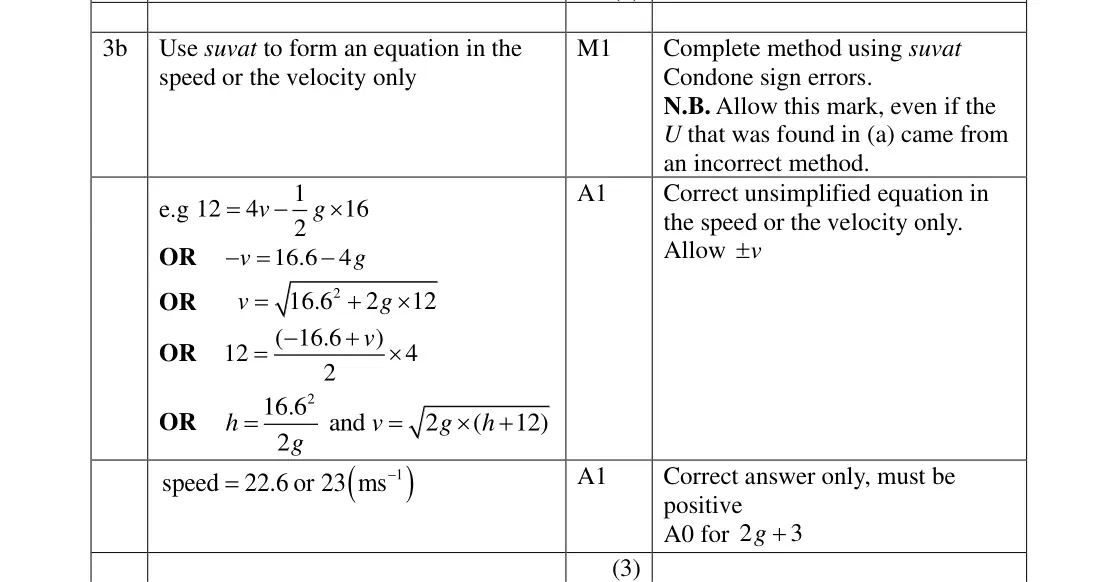 3b Use suvat to form an equation in the M1 Complete method using suvat
speed or the velocity only Condone sign errors.
N.B. Allow this mark, even if the
U that was found in (a) came from
an incorrect method.
e.g 12 = 4v − 1/2 g × 16 A1 Correct unsimplified equation in
the speed or the velocity only.
OR −v = 16.6 − 4g Allow ±v
OR v = √(16.6² + 2g × 12)
OR 12 = (−16.6 + v)/2 × 4
OR h = 16.6²/2g and v = √(2g × (h + 12))
speed = 22.6 or 23 (ms⁻¹) A1 Correct answer only, must be
positive
A0 for 2g + 3
(3)